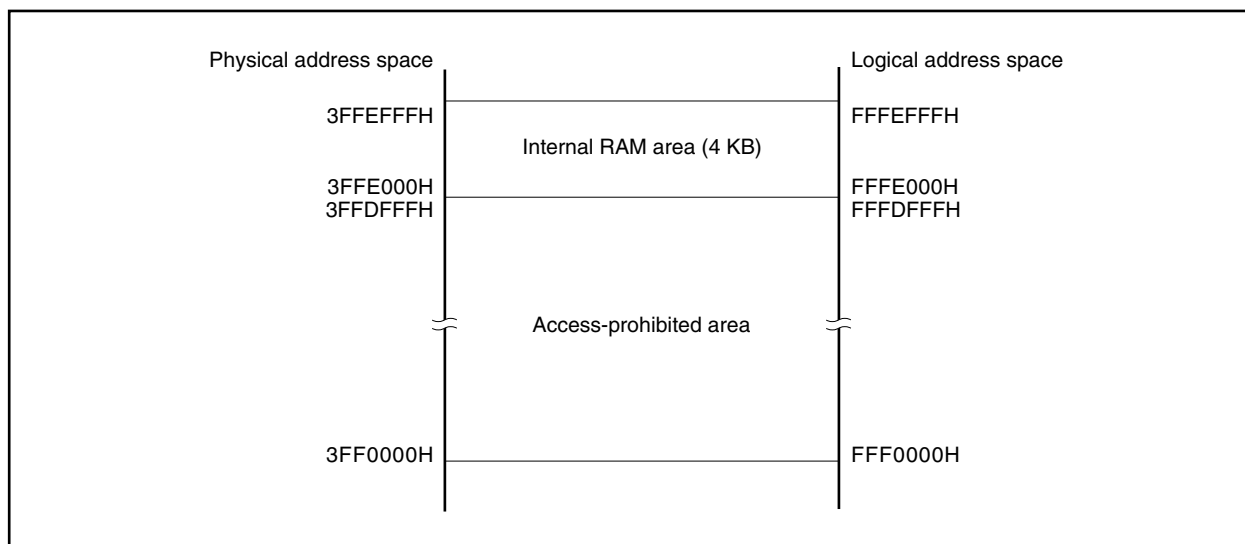 Physical address space
Logical address space
3FFEFFFH
FFFEFFFH
Internal RAM area (4 KB)
3FFE000H
FFFE000H
3FFDFFFH
FFFDFFFH
Access-prohibited area
3FF0000H
FFF0000H